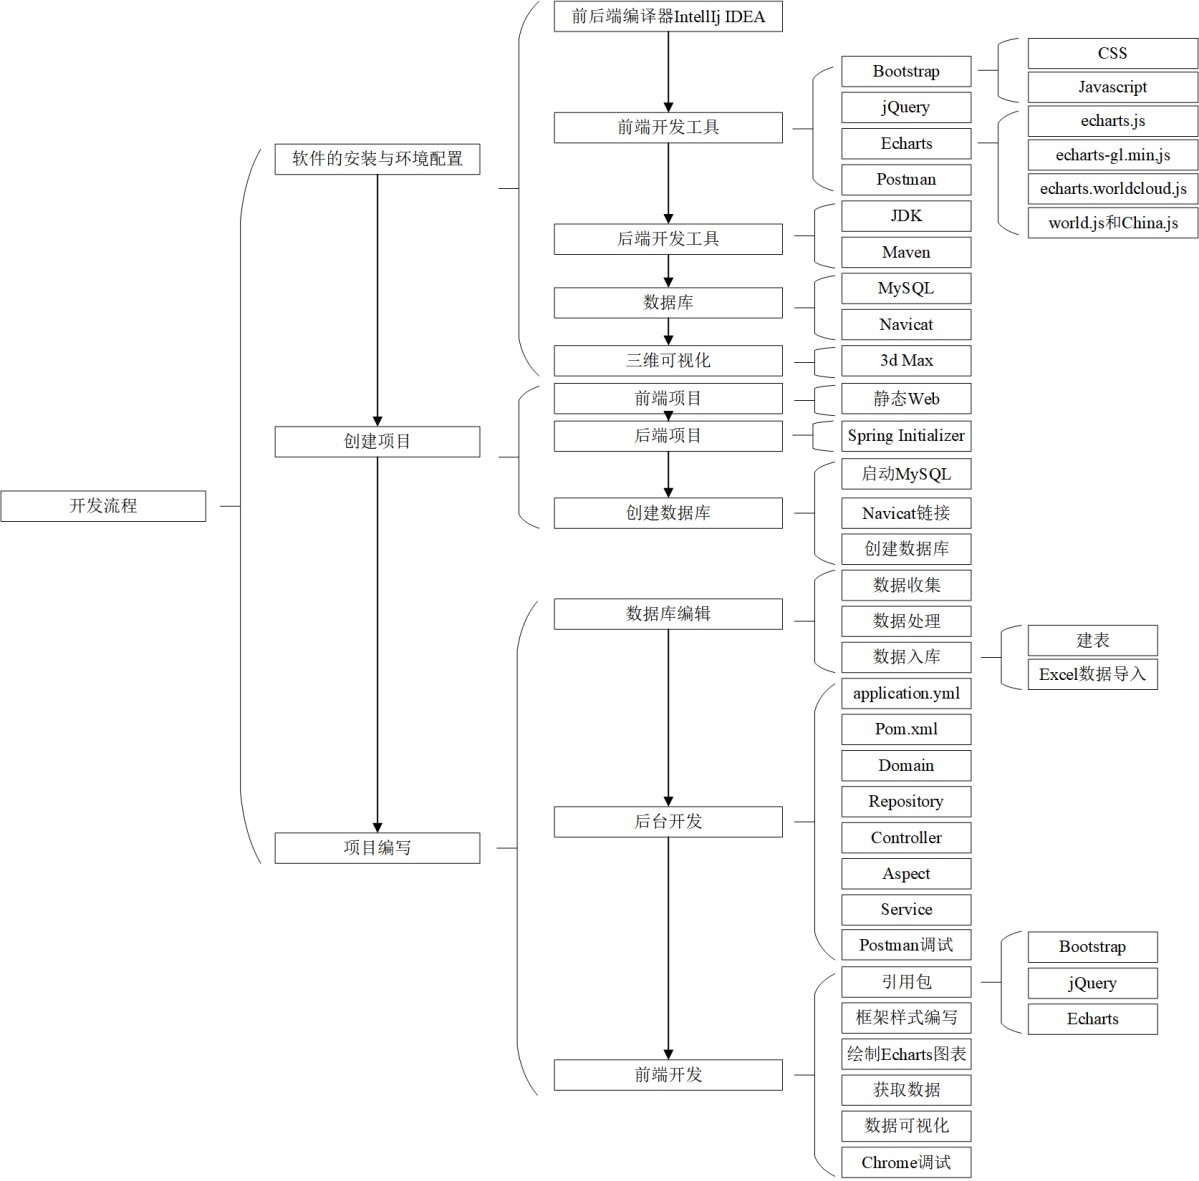 开发流程
软件的安装与环境配置
前后端编译器IntellIj IDEA
前端开发工具
Bootstrap
CSS
Javascript
jQuery
Echarts
echarts.js
echarts-gl.min.js
echarts.worldcloud.js
world.js和China.js
Postman
后端开发工具
JDK
Maven
数据库
MySQL
Navicat
三维可视化
3d Max
创建项目
前端项目
静态Web
后端项目
Spring Initializer
创建数据库
启动MySQL
Navicat链接
创建数据库
项目编写
数据库编辑
数据收集
数据处理
数据入库
建表
Excel数据导入
后台开发
application.yml
Pom.xml
Domain
Repository
Controller
Aspect
Service
Postman调试
前端开发
引用包
Bootstrap
jQuery
Echarts
框架样式编写
绘制Echarts图表
获取数据
数据可视化
Chrome调试